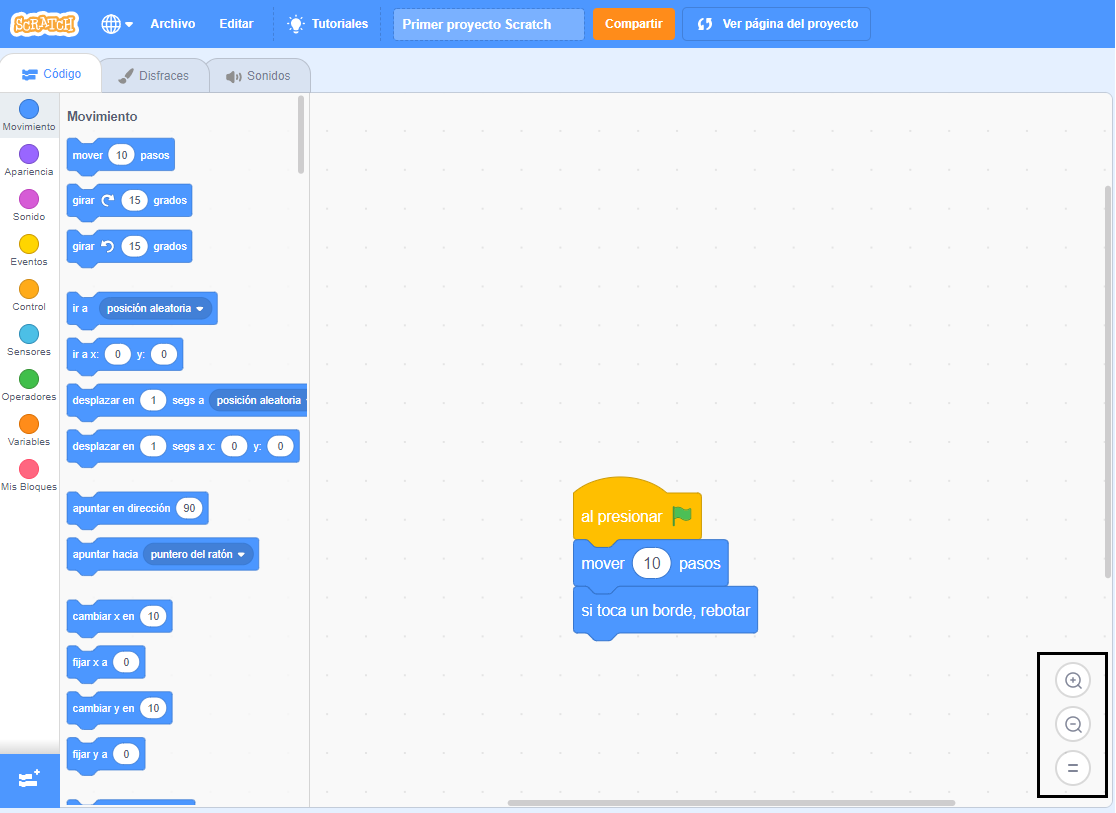 SCRATCH Archivo Editar Tutoriales Primer proyecto Scratch Compartir Ver página del proyecto
Código Disfraces Sonidos
Movimiento
Apariencia
Sonido
Eventos
Control
Sensores
Operadores
Variables
Mis Bloques
Movimiento
mover 10 pasos
girar 15 grados
girar 15 grados
ir a posición aleatoria
ir a x: 0 y: 0
desplazar en 1 segs a posición aleatoria
desplazar en 1 segs a x: 0 y: 0
apuntar en dirección 90
apuntar hacia puntero del ratón
cambiar x en 10
fijar x a 0
cambiar y en 10
fijar y a 0
al presionar
mover 10 pasos
si toca un borde, rebotar